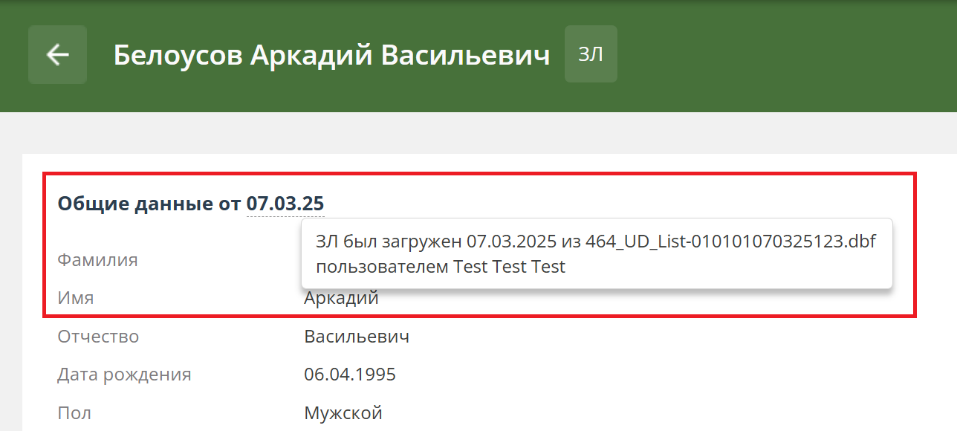 Белоусов Аркадий Васильевич ЗЛ
Общие данные от 07.03.25
ЗЛ был загружен 07.03.2025 из 464_UD_List-010101070325123.dbf
пользователем Test Test Test
Фамилия
Имя Аркадий
Отчество Васильевич
Дата рождения 06.04.1995
Пол Мужской